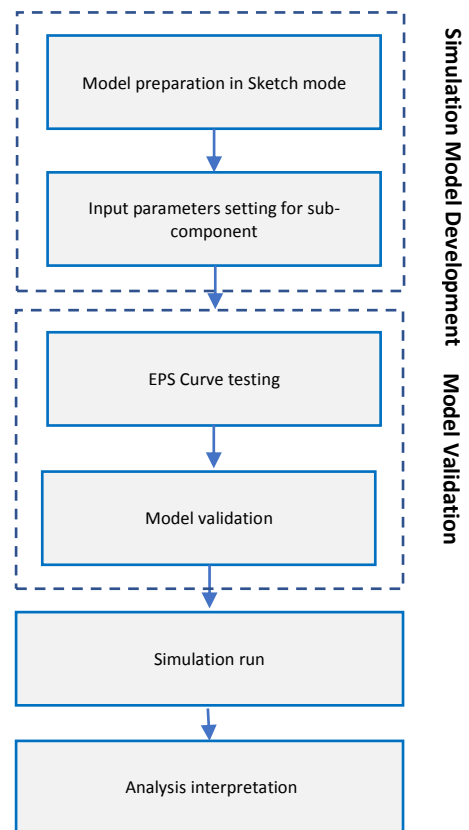 Model preparation in Sketch mode
Input parameters setting for sub-
component
Simulation Model Development
EPS Curve testing
Model validation
Model Validation
Simulation run
Analysis interpretation